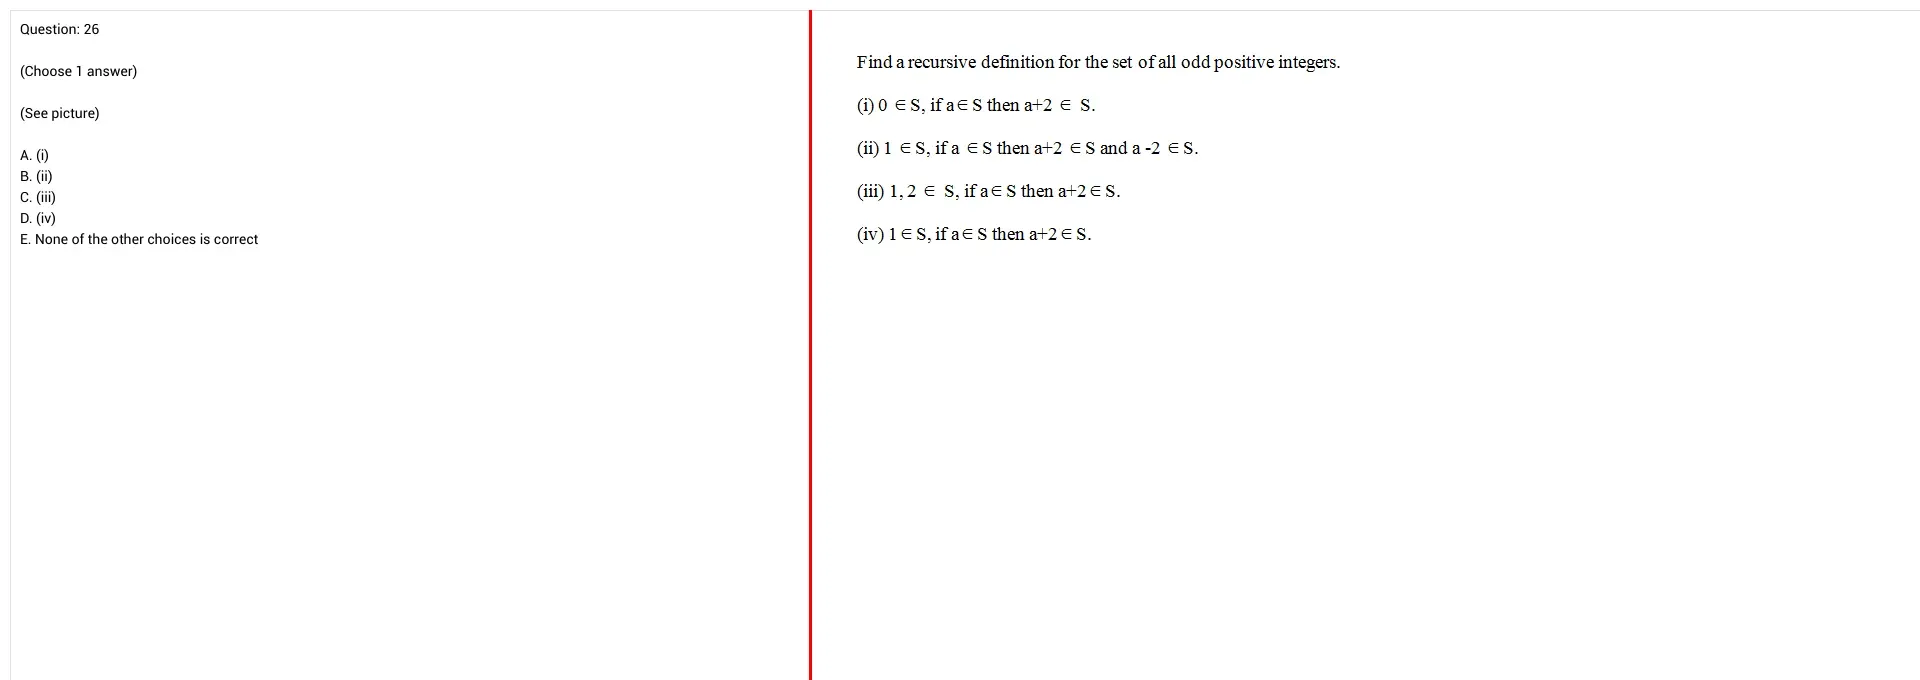 Question: 26
(Choose 1 answer)
(See picture)
A. (i)
B. (ii)
C. (iii)
D. (iv)
E. None of the other choices is correct
Find a recursive definition for the set of all odd positive integers.
(i) 0 ∈ S, if a∈ S then a+2 ∈ S.
(ii) 1 ∈ S, if a ∈ S then a+2 ∈ S and a -2 ∈ S.
(iii) 1, 2 ∈ S, if a∈ S then a+2∈ S.
(iv) 1∈ S, if a∈ S then a+2∈ S.